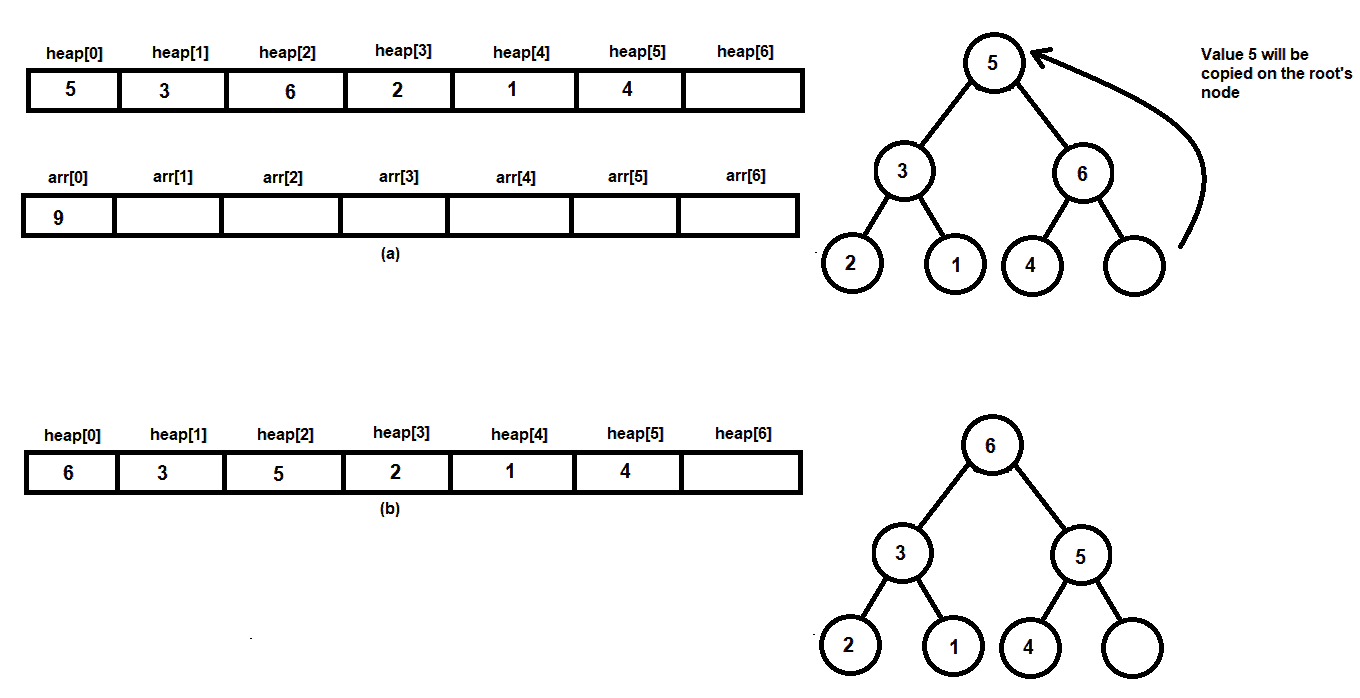 heap[0] heap[1] heap[2] heap[3] heap[4] heap[5] heap[6]
5 3 6 2 1 4
arr[0] arr[1] arr[2] arr[3] arr[4] arr[5] arr[6]
9
(a)
5
3 6
2 1 4
Value 5 will be
copied on the root's
node
heap[0] heap[1] heap[2] heap[3] heap[4] heap[5] heap[6]
6 3 5 2 1 4
(b)
6
3 5
2 1 4